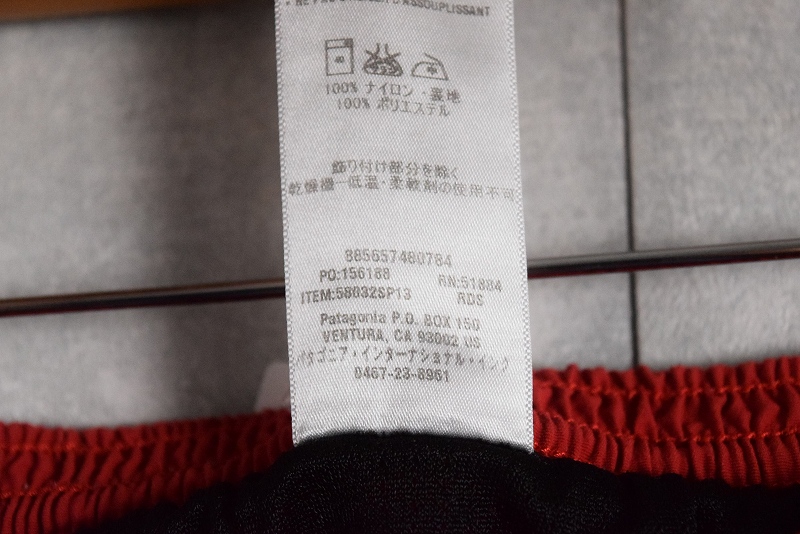 D'ASSOUPLISSANT
40
100% ナイロン・裏地
100% ポリエステル
飾り付け部分を除く
乾燥機ー低温・柔軟剤の使用不可
885657480784
PO:156188 RN:51884
ITEM:58032SP13 RDS
Patagonia P.O. BOX 150
VENTURA, CA 93002 US
パタゴニア・インターナショナル・インク
0467-23-8961